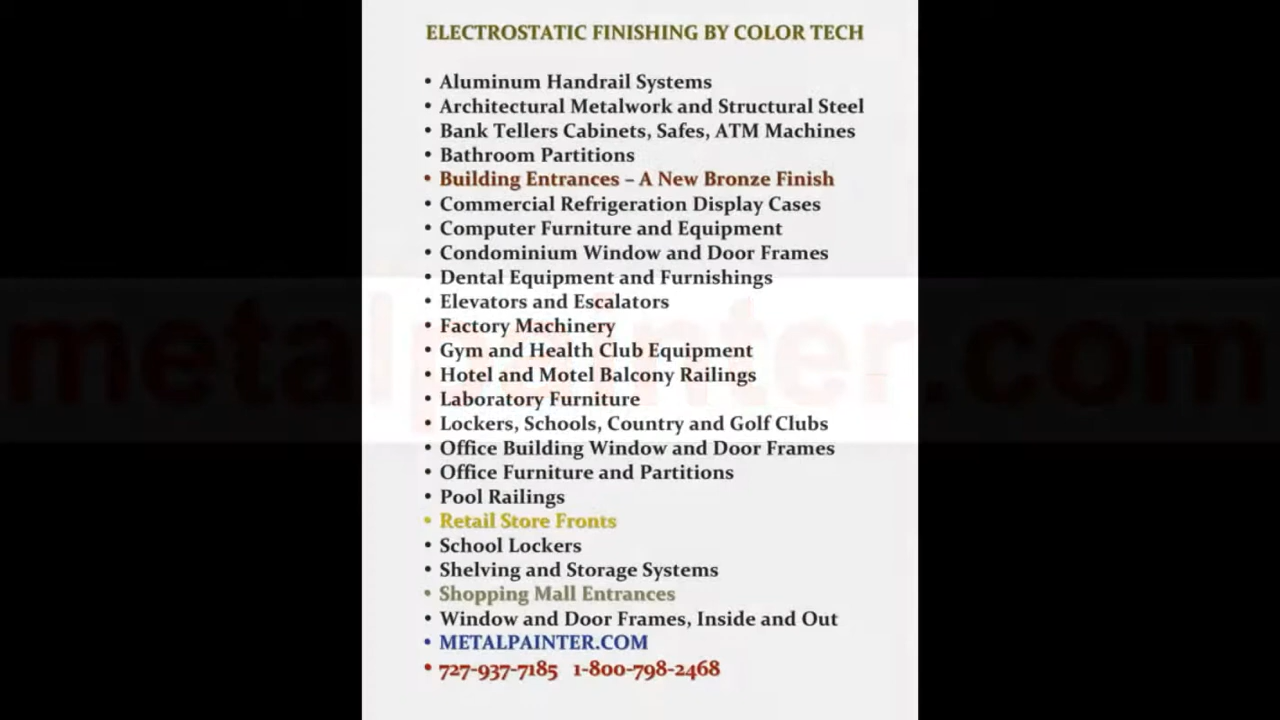 ELECTROSTATIC FINISHING BY COLOR TECH
• Aluminum Handrail Systems
• Architectural Metalwork and Structural Steel
• Bank Tellers Cabinets, Safes, ATM Machines
• Bathroom Partitions
• Building Entrances – A New Bronze Finish
• Commercial Refrigeration Display Cases
• Computer Furniture and Equipment
• Condominium Window and Door Frames
• Dental Equipment and Furnishings
• Elevators and Escalators
• Factory Machinery
• Gym and Health Club Equipment
• Hotel and Motel Balcony Railings
• Laboratory Furniture
• Lockers, Schools, Country and Golf Clubs
• Office Building Window and Door Frames
• Office Furniture and Partitions
• Pool Railings
• Retail Store Fronts
• School Lockers
• Shelving and Storage Systems
• Shopping Mall Entrances
• Window and Door Frames, Inside and Out
• METALPAINTER.COM
• 727-937-7185 1-800-798-2468
metalpainter.com